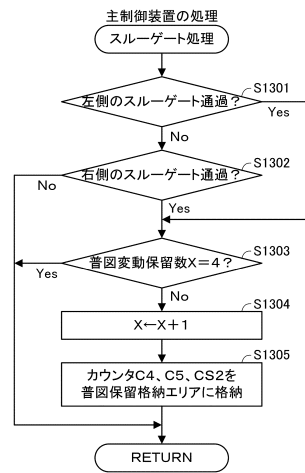 主制御装置の処理
スルーゲート処理
S1301
左側のスルーゲート通過？
Yes
No
S1302
右側のスルーゲート通過？
No
Yes
S1303
普図変動保留数X＝4？
Yes
No
S1304
X←X＋1
S1305
カウンタC4、C5、CS2を
普図保留格納エリアに格納
RETURN